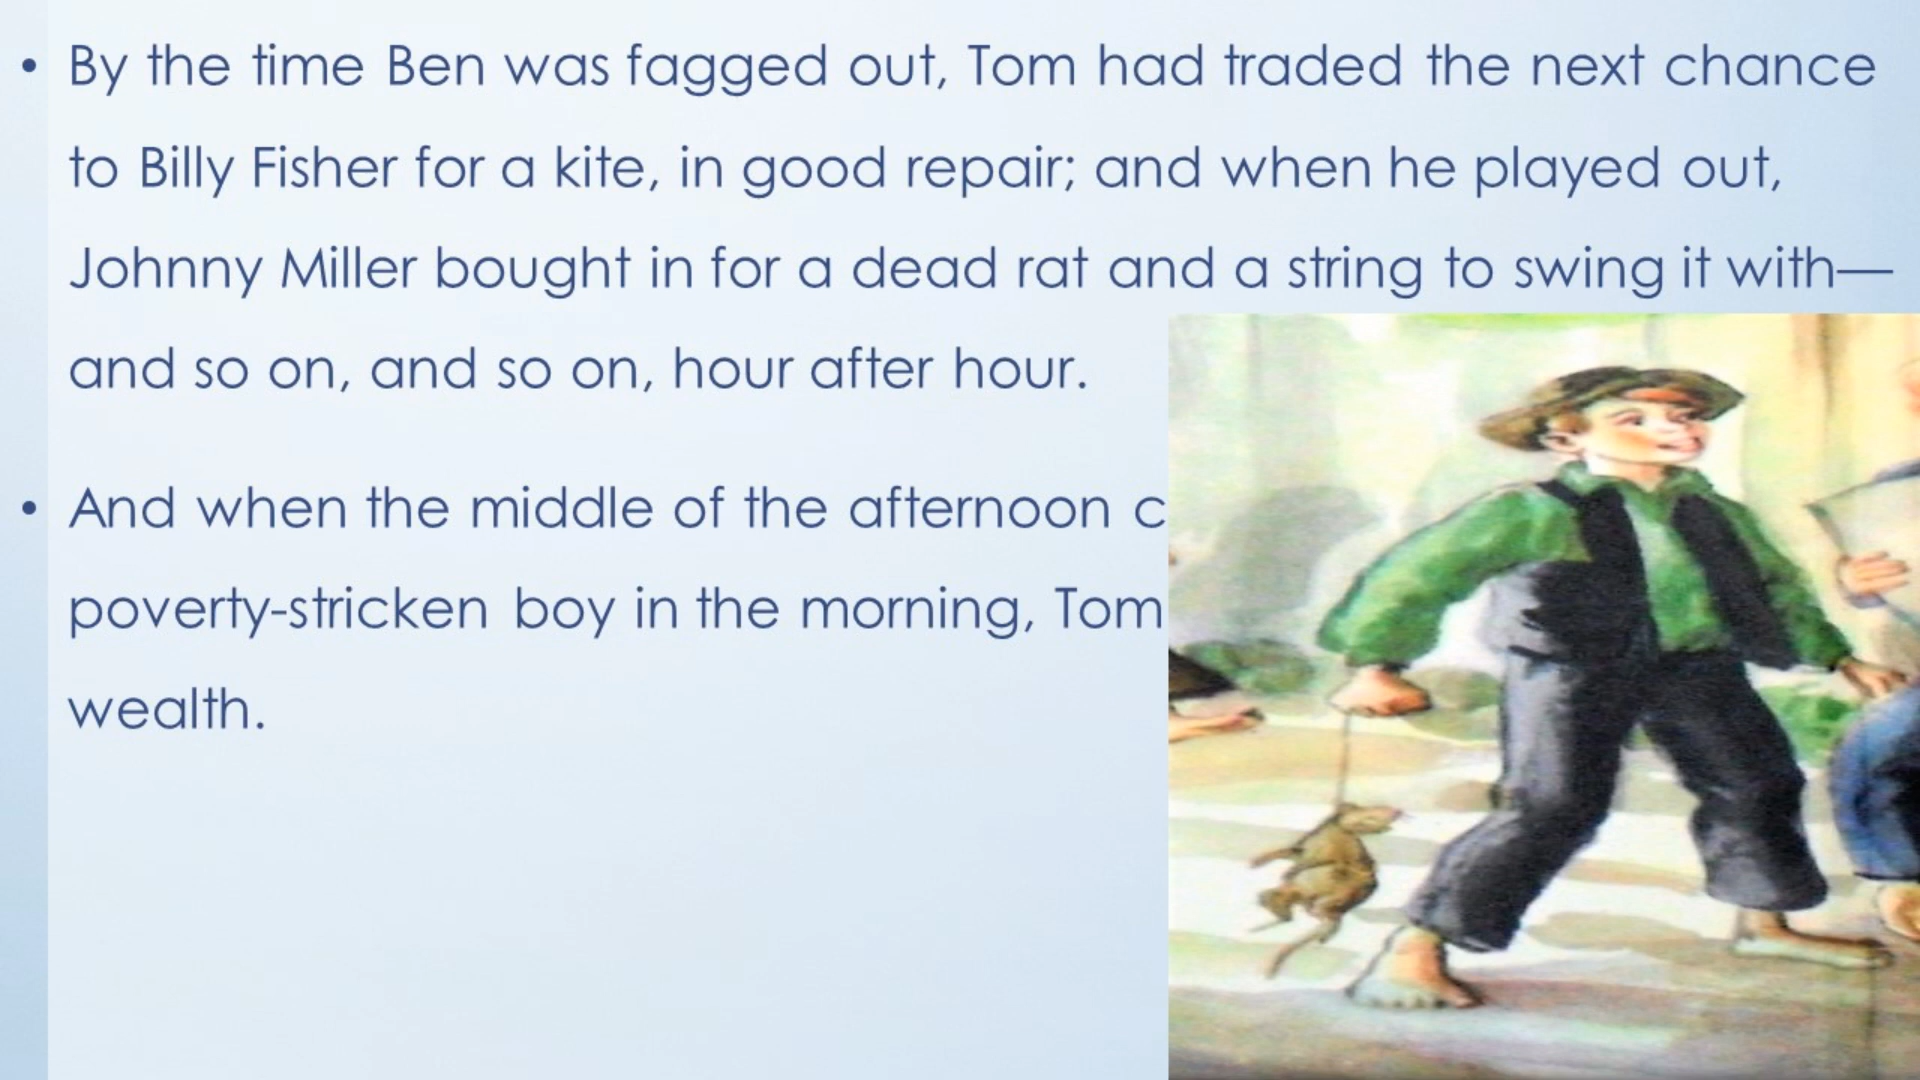 • By the time Ben was fagged out, Tom had traded the next chance
to Billy Fisher for a kite, in good repair; and when he played out,
Johnny Miller bought in for a dead rat and a string to swing it with—
and so on, and so on, hour after hour.
• And when the middle of the afternoon c
poverty-stricken boy in the morning, Tom
wealth.